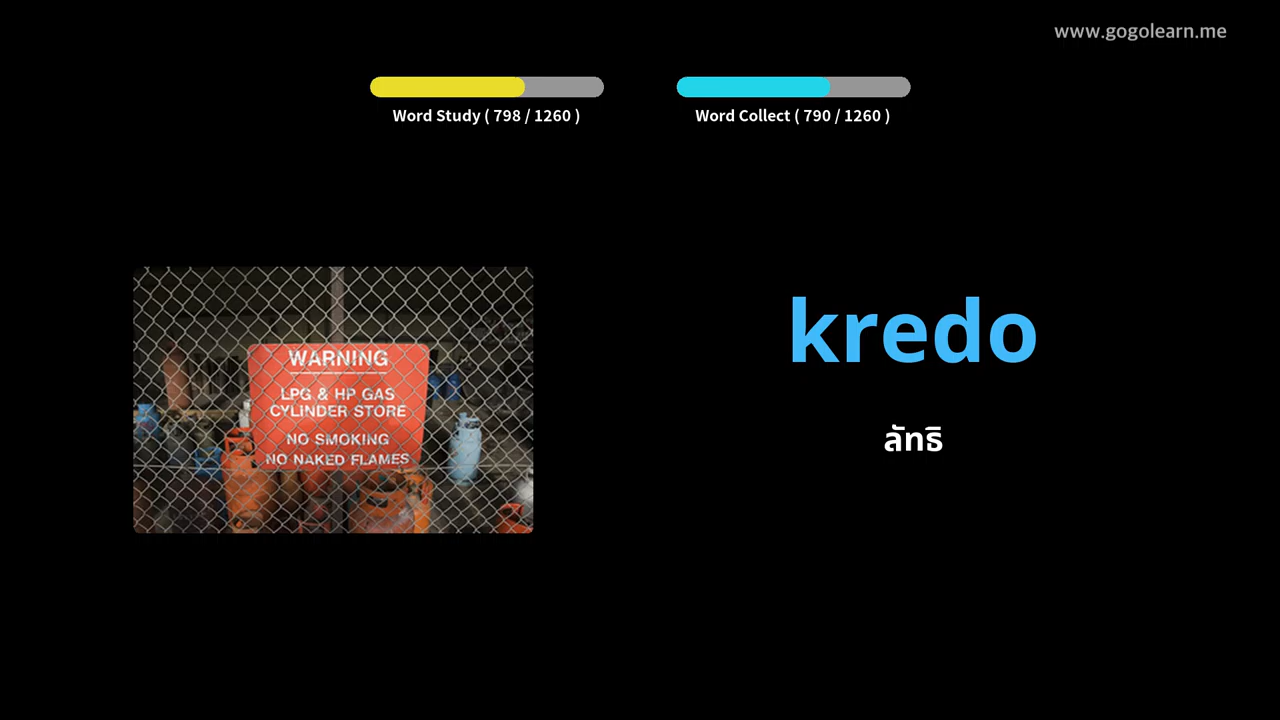 www.gogolearn.me
Word Study ( 798 / 1260 )
Word Collect ( 790 / 1260 )
WARNING
LPG & HP GAS
CYLINDER STORE
NO SMOKING
NO NAKED FLAMES
kredo
ลัทธิ